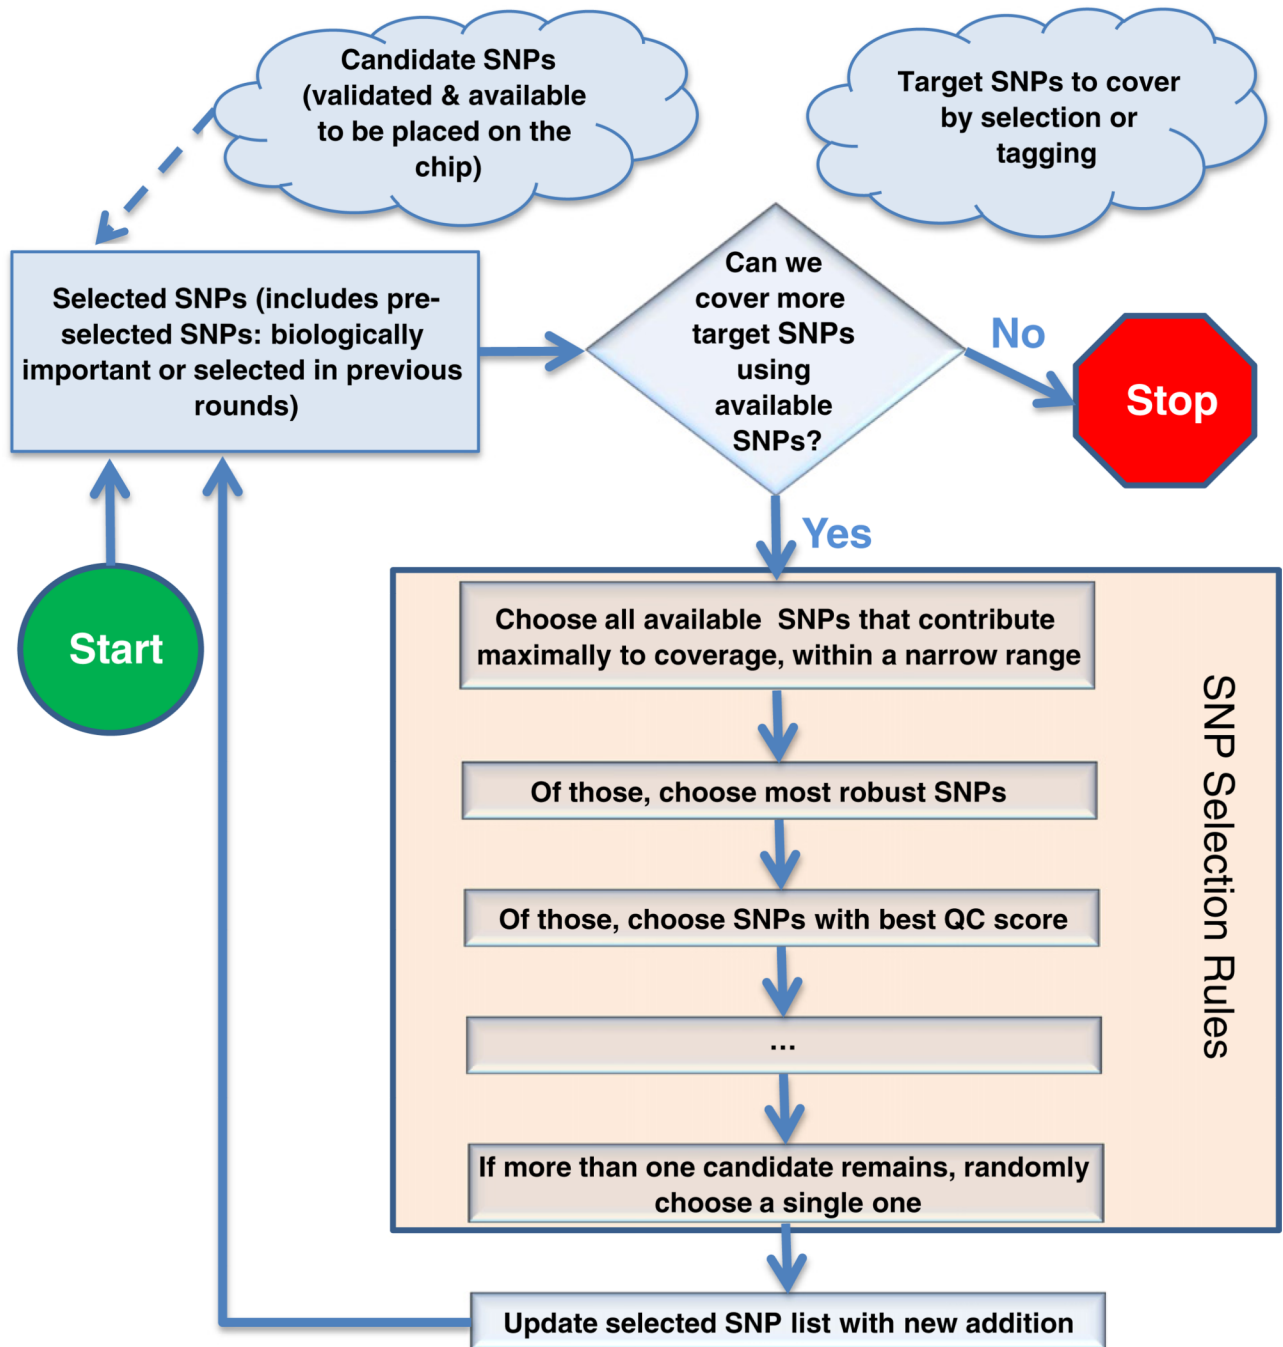 Candidate SNPs
(validated & available
to be placed on the
chip)
Target SNPs to cover
by selection or
tagging
Selected SNPs (includes pre-
selected SNPs: biologically
important or selected in previous
rounds)
Can we
cover more
target SNPs
using
available
SNPs?
No
Stop
Yes
Start
Choose all available  SNPs that contribute
maximally to coverage, within a narrow range
Of those, choose most robust SNPs
Of those, choose SNPs with best QC score
...
If more than one candidate remains, randomly
choose a single one
SNP Selection Rules
Update selected SNP list with new addition